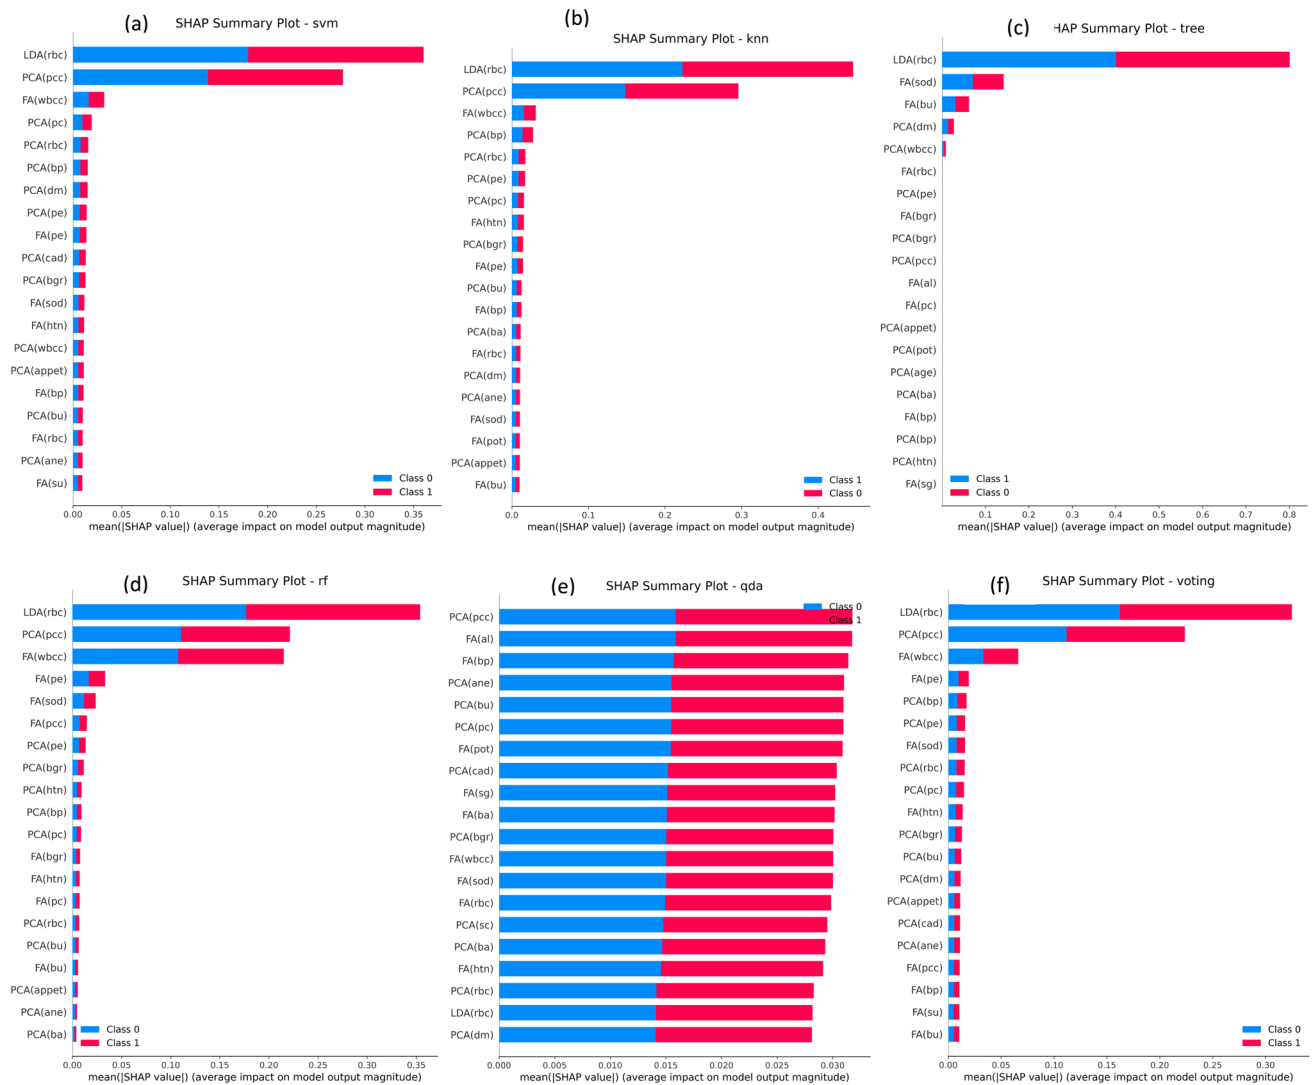 (a)
SHAP Summary Plot - svm
LDA(rbc)
PCA(pcc)
FA(wbcc)
PCA(pc)
PCA(rbc)
PCA(bp)
PCA(dm)
PCA(pe)
FA(pe)
PCA(cad)
PCA(bgr)
FA(sod)
FA(htn)
PCA(wbcc)
PCA(appet)
FA(bp)
PCA(bu)
FA(rbc)
PCA(ane)
FA(su)
Class 0
Class 1
0.00 0.05 0.10 0.15 0.20 0.25 0.30 0.35
mean(|SHAP value|) (average impact on model output magnitude)
(b)
SHAP Summary Plot - knn
LDA(rbc)
PCA(pcc)
FA(wbcc)
PCA(bp)
PCA(rbc)
PCA(pe)
PCA(pc)
FA(htn)
PCA(bgr)
FA(pe)
PCA(bu)
FA(bp)
PCA(ba)
FA(rbc)
PCA(dm)
PCA(ane)
FA(sod)
FA(pot)
PCA(appet)
FA(bu)
Class 1
Class 0
0.0 0.1 0.2 0.3 0.4
mean(|SHAP value|) (average impact on model output magnitude)
(c)
HAP Summary Plot - tree
LDA(rbc)
FA(sod)
FA(bu)
PCA(dm)
PCA(wbcc)
FA(rbc)
PCA(pe)
FA(bgr)
PCA(bgr)
PCA(pcc)
FA(al)
FA(pc)
PCA(appet)
PCA(pot)
PCA(age)
PCA(ba)
FA(bp)
PCA(bp)
PCA(htn)
FA(sg)
Class 1
Class 0
0.1 0.2 0.3 0.4 0.5 0.6 0.7 0.8
mean(|SHAP value|) (average impact on model output magnitude)
(d)
SHAP Summary Plot - rf
LDA(rbc)
PCA(pcc)
FA(wbcc)
FA(pe)
FA(sod)
FA(pcc)
PCA(pe)
PCA(bgr)
PCA(htn)
PCA(bp)
PCA(pc)
FA(bgr)
FA(htn)
FA(pc)
PCA(rbc)
PCA(bu)
FA(bu)
PCA(appet)
PCA(ane)
PCA(ba)
Class 0
Class 1
0.00 0.05 0.10 0.15 0.20 0.25 0.30 0.35
mean(|SHAP value|) (average impact on model output magnitude)
(e)
SHAP Summary Plot - qda
Class 0
Class 1
PCA(pcc)
FA(al)
FA(bp)
PCA(ane)
PCA(bu)
PCA(pc)
FA(pot)
PCA(cad)
FA(sg)
FA(ba)
PCA(bgr)
FA(wbcc)
FA(sod)
FA(rbc)
PCA(sc)
PCA(ba)
FA(htn)
PCA(rbc)
LDA(rbc)
PCA(dm)
0.000 0.005 0.010 0.015 0.020 0.025 0.030
mean(|SHAP value|) (average impact on model output magnitude)
(f)
SHAP Summary Plot - voting
LDA(rbc)
PCA(pcc)
FA(wbcc)
FA(pe)
PCA(bp)
PCA(pe)
FA(sod)
PCA(rbc)
PCA(pc)
FA(htn)
PCA(bgr)
PCA(bu)
PCA(dm)
PCA(appet)
PCA(cad)
PCA(ane)
FA(pcc)
FA(bp)
FA(su)
FA(bu)
Class 0
Class 1
0.00 0.05 0.10 0.15 0.20 0.25 0.30
mean(|SHAP value|) (average impact on model output magnitude)